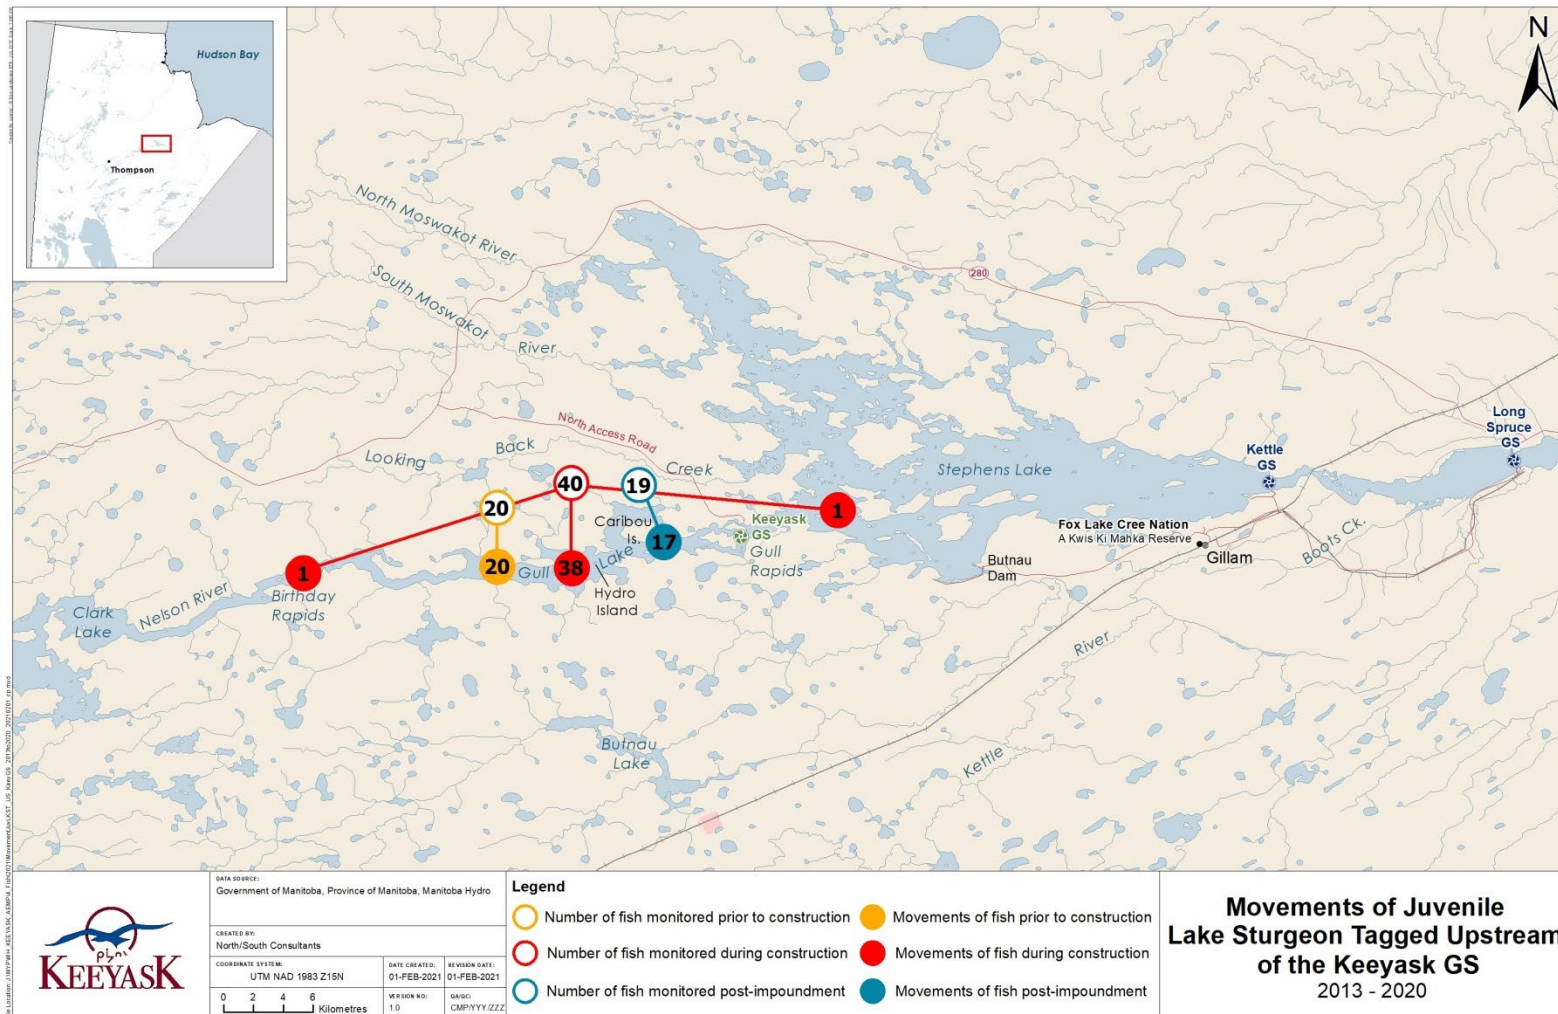 Hudson Bay
Thompson
N
North Moswakot River
South Moswakot
River
280
North Access Road
Looking
Back
Creek
Long
Spruce
GS
Kettle
GS
Stephens Lake
40
19
20
1
Caribou
Is.
Keeyask
GS
Fox Lake Cree Nation
A Kwis Ki Mahka Reserve
Gillam
Boots Ck.
17
Gull
Rapids
Butnau
Dam
1
20
Gull
38
Lake
Hydro
Island
Birthday
Rapids
Nelson River
Clark
Lake
River
Kettle
Butnau
Lake
KEEYASK
DATA SOURCE:
Government of Manitoba, Province of Manitoba, Manitoba Hydro
CREATED BY:
North/South Consultants
COORDINATE SYSTEM:
UTM NAD 1983 Z15N
DATE CREATED:
01-FEB-2021
REVISION DATE:
01-FEB-2021
0 2 4 6
Kilometres
VERSION NO:
1.0
QA/QC:
CMP/YYY/ZZZ
Legend
Number of fish monitored prior to construction
Movements of fish prior to construction
Number of fish monitored during construction
Movements of fish during construction
Number of fish monitored post-impoundment
Movements of fish post-impoundment
Movements of Juvenile
Lake Sturgeon Tagged Upstream
of the Keeyask GS
2013 - 2020